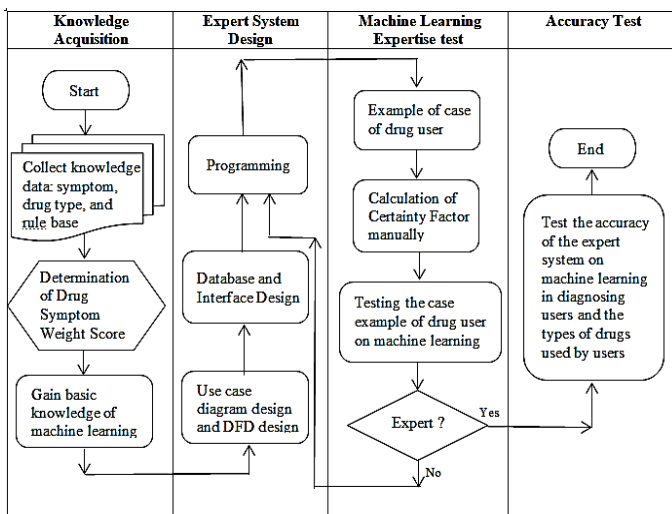 Knowledge
Acquisition
Expert System
Design
Machine Learning
Expertise test
Accuracy Test
Start
Collect knowledge
data: symptom,
drug type, and
rule base
Determination
of Drug
Symptom
Weight Score
Gain basic
knowledge of
machine learning
Programming
Database and
Interface Design
Use case
diagram design
and DFD design
Example of case
of drug user
Calculation of
Certainty Factor
manually
Testing the case
example of drug user
on machine learning
Expert ?
Yes
No
End
Test the accuracy
of the expert
system on
machine learning
in diagnosing
users and the
types of drugs
used by users